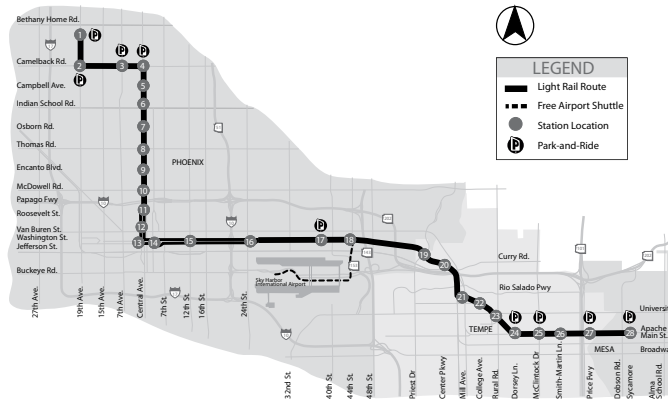 Bethany Home Rd.
Camelback Rd.
Campbell Ave.
Indian School Rd.
Osborn Rd.
Thomas Rd.
Encanto Blvd.
McDowell Rd.
Papago Fwy
Roosevelt St.
Van Buren St.
Washington St.
Jefferson St.
Buckeye Rd.
1
P
2
P
3
P
4
P
5
6
7
8
9
10
11
12
13
14
15
16
17
P
18
19
20
21
22
23
24
P
25
P
26
27
P
28
P
PHOENIX
Sky Harbor
International Airport
LEGEND
Light Rail Route
Free Airport Shuttle
Station Location
P
Park-and-Ride
202
143
153
101
202
Curry Rd.
Rio Salado Pwy
TEMPE
MESA
Universi
Apache
Main St.
Broadwa
27th Ave.
19th Ave.
15th Ave.
7th Ave.
Central Ave.
7th St.
12th St.
16th St.
24th St.
32nd St.
40th St.
44th St.
48th St.
Priest Dr
Center Pkwy
Mill Ave.
College Ave.
Rural Rd.
Dorsey Ln.
McClintock Dr
Smith-Martin Ln.
Price Fwy
Dobson Rd.
Sycamore
Alma
School Rd.